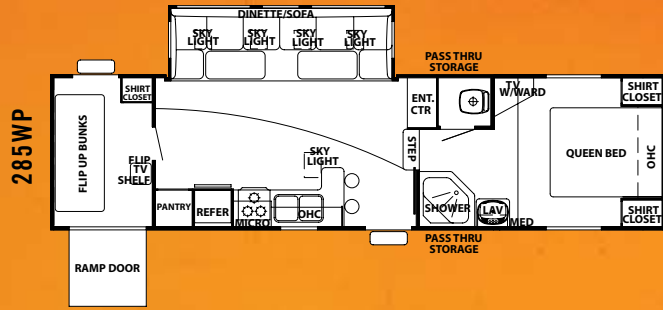 285WP
DINETTE/SOFA
SKY
LIGHT
SKY
LIGHT
SKY
LIGHT
SKY
LIGHT
PASS THRU
STORAGE
SHIRT
CLOSET
FLIP UP BUNKS
FLIP
TV
SHELF
PANTRY
REFER
MICRO
OHC
SKY
LIGHT
ENT.
CTR
STEP
TV
W/WARD
SHIRT
CLOSET
QUEEN BED
OHC
SHIRT
CLOSET
SHOWER
LAV
MED
PASS THRU
STORAGE
RAMP DOOR